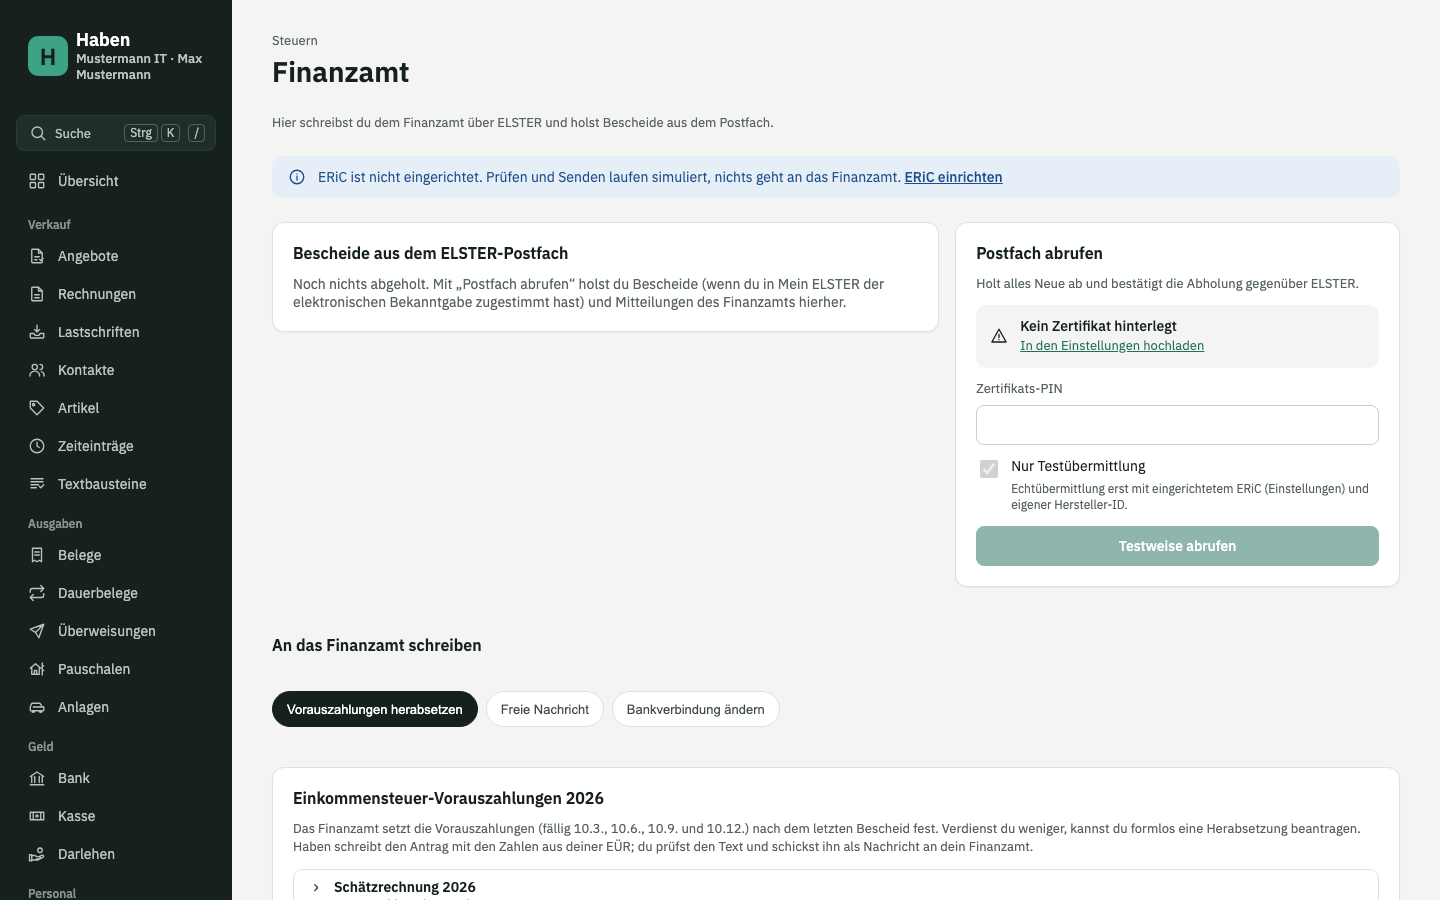 H
Haben
Mustermann IT · Max
Mustermann
Suche Strg K /
Übersicht
Verkauf
Angebote
Rechnungen
Lastschriften
Kontakte
Artikel
Zeiteinträge
Textbausteine
Ausgaben
Belege
Dauerbelege
Überweisungen
Pauschalen
Anlagen
Geld
Bank
Kasse
Darlehen
Personal
Steuern
Finanzamt
Hier schreibst du dem Finanzamt über ELSTER und holst Bescheide aus dem Postfach.
ERiC ist nicht eingerichtet. Prüfen und Senden laufen simuliert, nichts geht an das Finanzamt. ERiC einrichten
Bescheide aus dem ELSTER-Postfach
Noch nichts abgeholt. Mit „Postfach abrufen“ holst du Bescheide (wenn du in Mein ELSTER der
elektronischen Bekanntgabe zugestimmt hast) und Mitteilungen des Finanzamts hierher.
Postfach abrufen
Holt alles Neue ab und bestätigt die Abholung gegenüber ELSTER.
Kein Zertifikat hinterlegt
In den Einstellungen hochladen
Zertifikats-PIN
Nur Testübermittlung
Echtübermittlung erst mit eingerichtetem ERiC (Einstellungen) und
eigener Hersteller-ID.
Testweise abrufen
An das Finanzamt schreiben
Vorauszahlungen herabsetzen
Freie Nachricht
Bankverbindung ändern
Einkommensteuer-Vorauszahlungen 2026
Das Finanzamt setzt die Vorauszahlungen (fällig 10.3., 10.6., 10.9. und 10.12.) nach dem letzten Bescheid fest. Verdienst du weniger, kannst du formlos eine Herabsetzung beantragen.
Haben schreibt den Antrag mit den Zahlen aus deiner EÜR; du prüfst den Text und schickst ihn als Nachricht an dein Finanzamt.
Schätzrechnung 2026